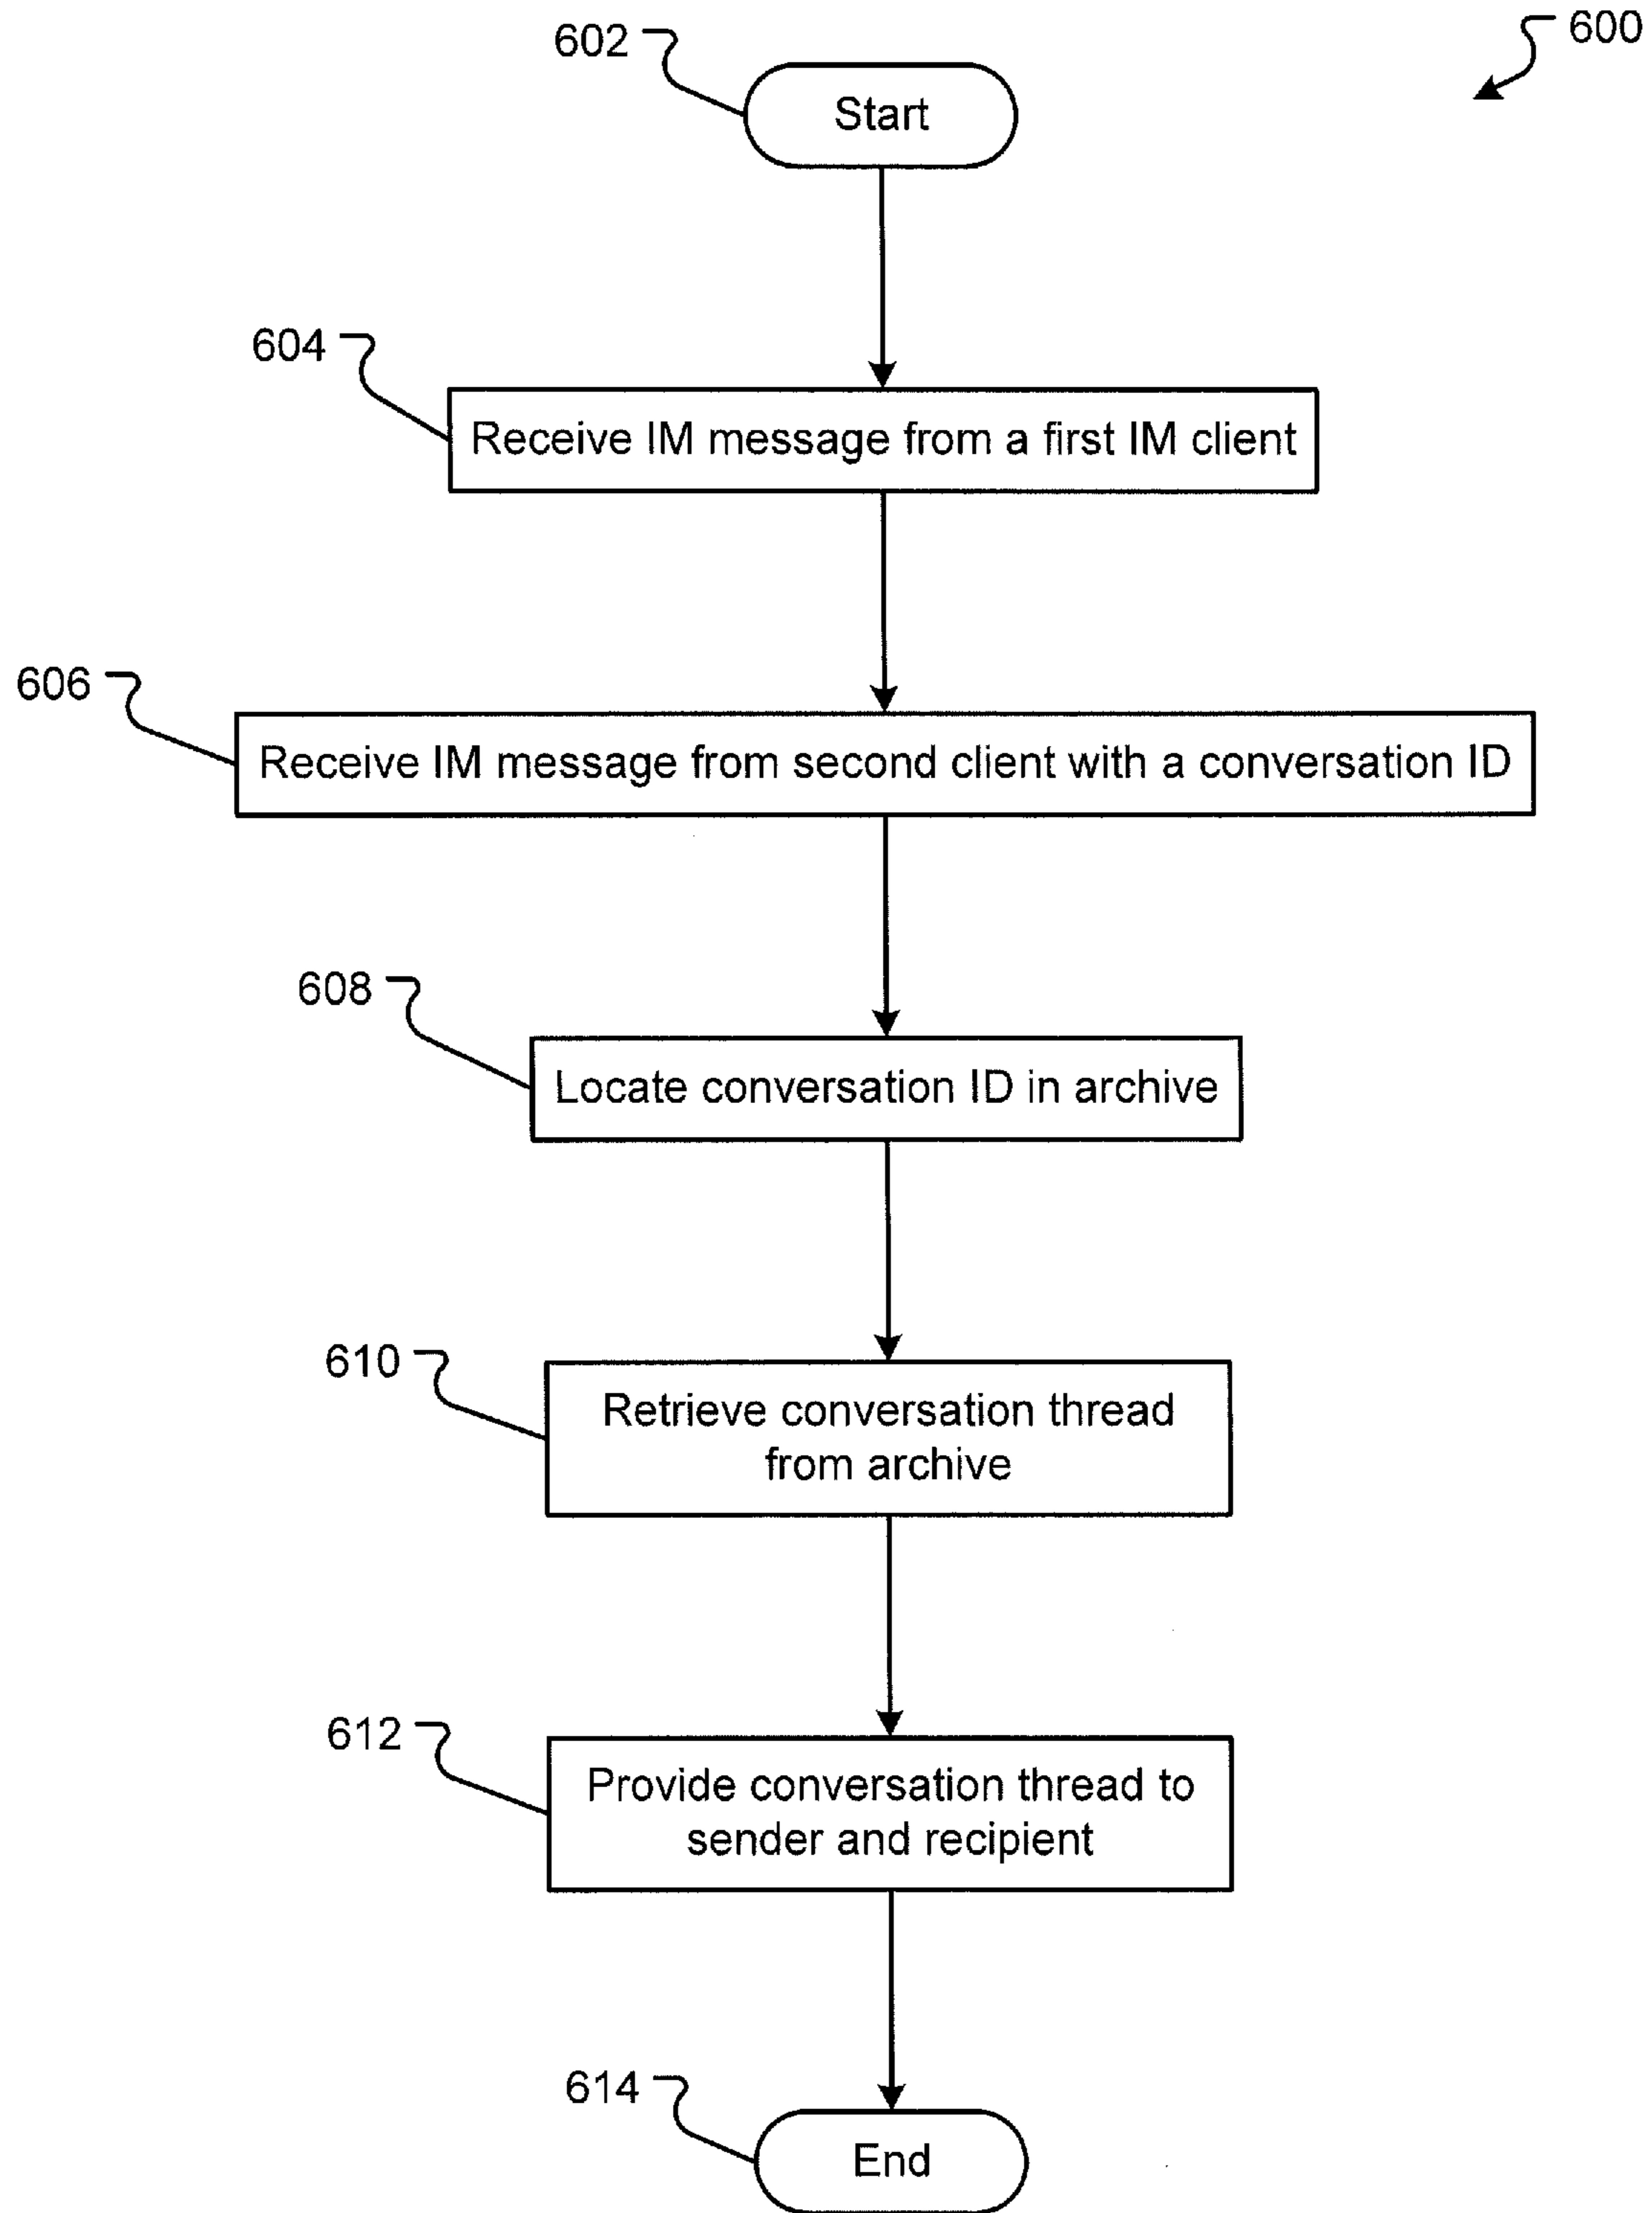 600
602
Start
604
Receive IM message from a first IM client
606
Receive IM message from second client with a conversation ID
608
Locate conversation ID in archive
610
Retrieve conversation thread
from archive
612
Provide conversation thread to
sender and recipient
614
End